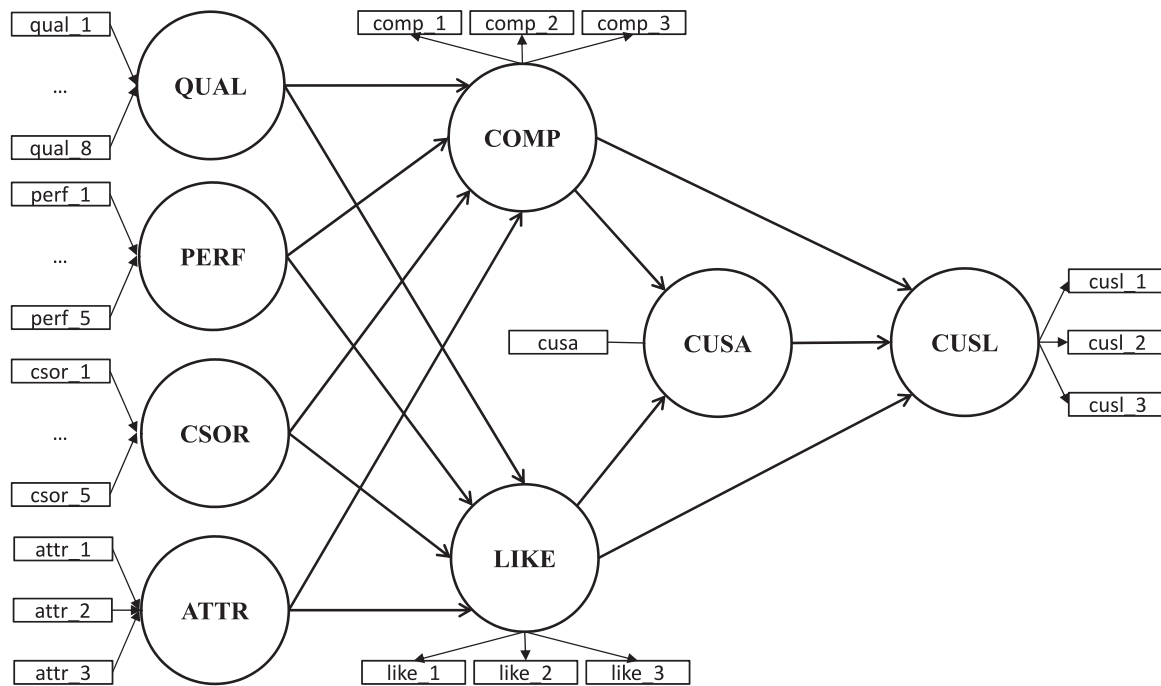 qual_1
...
qual_8
QUAL
perf_1
...
perf_5
PERF
csor_1
...
csor_5
CSOR
attr_1
attr_2
attr_3
ATTR
comp_1 comp_2 comp_3
COMP
LIKE
like_1 like_2 like_3
cusa
CUSA
CUSL
cusl_1
cusl_2
cusl_3